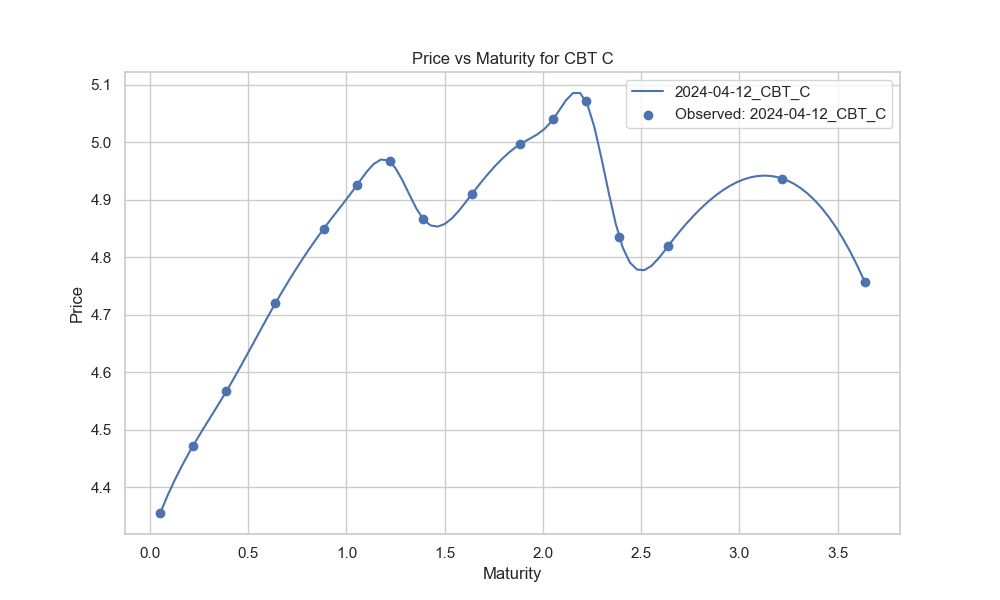 Price vs Maturity for CBT C
2024-04-12_CBT_C
Observed: 2024-04-12_CBT_C
Price
5.1
5.0
4.9
4.8
4.7
4.6
4.5
4.4
0.0 0.5 1.0 1.5 2.0 2.5 3.0 3.5
Maturity